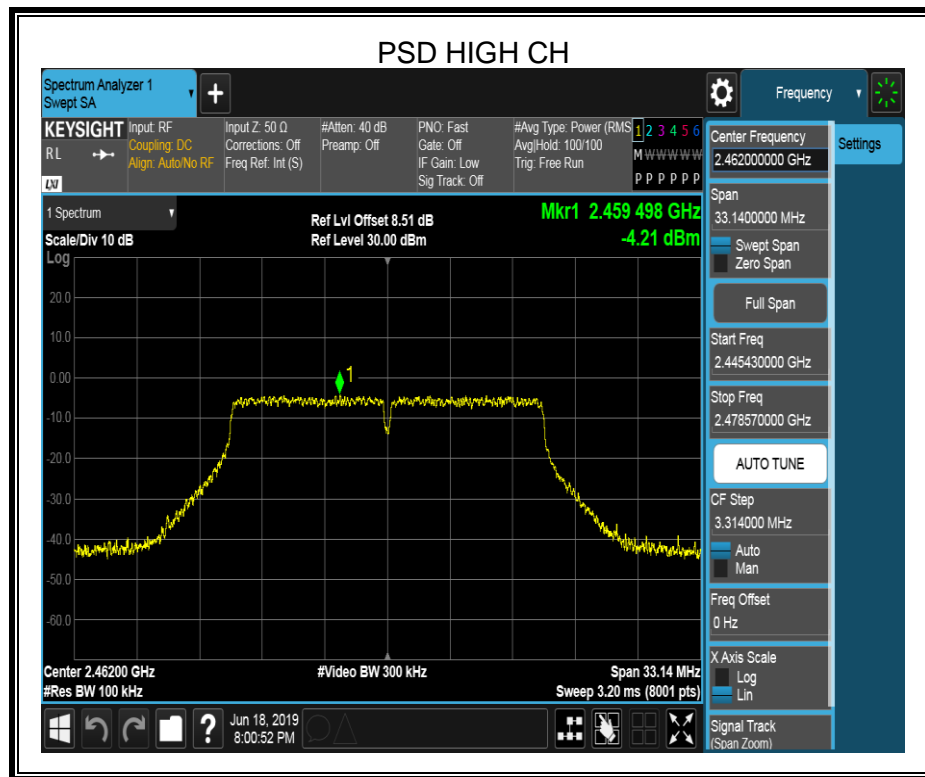 PSD HIGH CH
Spectrum Analyzer 1
Swept SA
Frequency
KEYSIGHT
RL
LXI
Input: RF
Coupling: DC
Align: Auto/No RF
Input Z: 50 Ω
Corrections: Off
Freq Ref: Int (S)
#Atten: 40 dB
Preamp: Off
PNO: Fast
Gate: Off
IF Gain: Low
Sig Track: Off
#Avg Type: Power (RMS
Avg|Hold: 100/100
Trig: Free Run
1 2 3 4 5 6
M W W W W W
P P P P P P
1 Spectrum
Scale/Div 10 dB
Log
Ref Lvl Offset 8.51 dB
Ref Level 30.00 dBm
Mkr1 2.459 498 GHz
-4.21 dBm
20.0
10.0
0.00
-10.0
-20.0
-30.0
-40.0
-50.0
-60.0
1
Center 2.46200 GHz
#Res BW 100 kHz
#Video BW 300 kHz
Span 33.14 MHz
Sweep 3.20 ms (8001 pts)
Jun 18, 2019
8:00:52 PM
Center Frequency
2.462000000 GHz
Span
33.1400000 MHz
Swept Span
Zero Span
Full Span
Start Freq
2.445430000 GHz
Stop Freq
2.478570000 GHz
AUTO TUNE
CF Step
3.314000 MHz
Auto
Man
Freq Offset
0 Hz
X Axis Scale
Log
Lin
Signal Track
(Span Zoom)
Settings